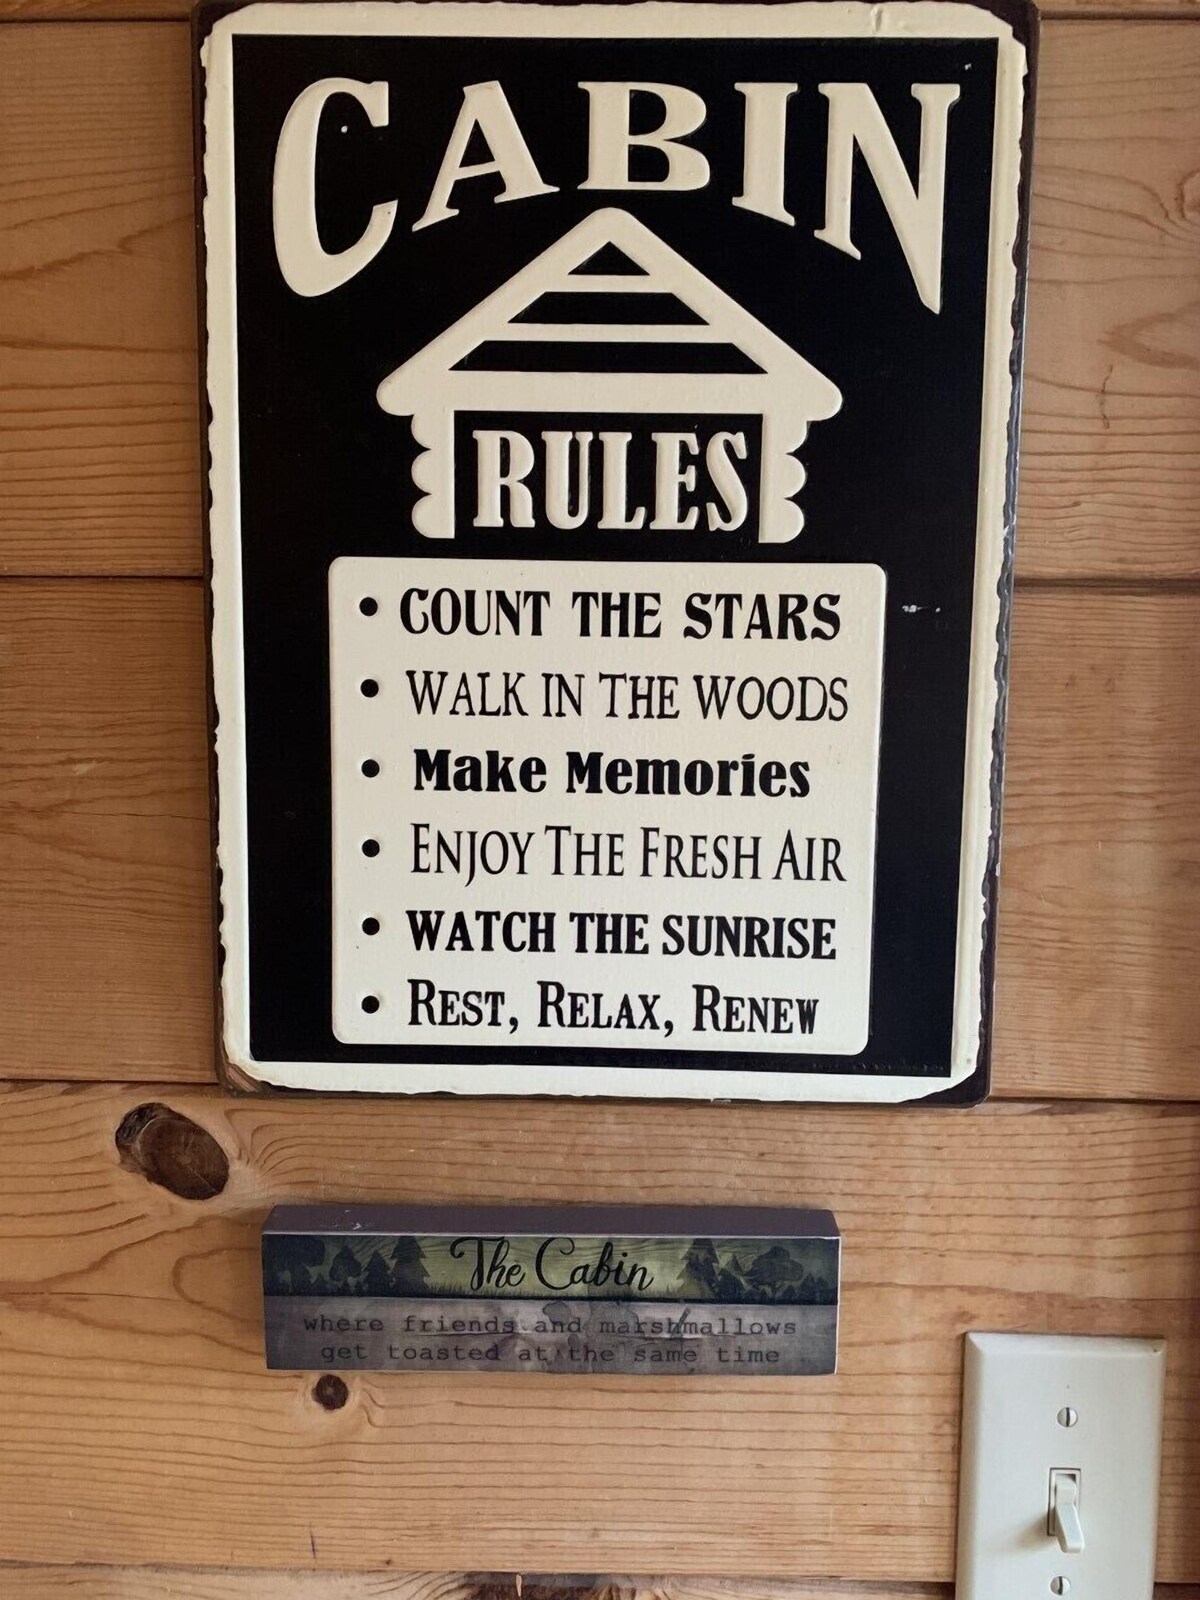 CABIN
RULES
• COUNT THE STARS
• WALK IN THE WOODS
• Make Memories
• ENJOY THE FRESH AIR
• WATCH THE SUNRISE
• REST, RELAX, RENEW
The Cabin
where friends and marshmallows
get toasted at the same time